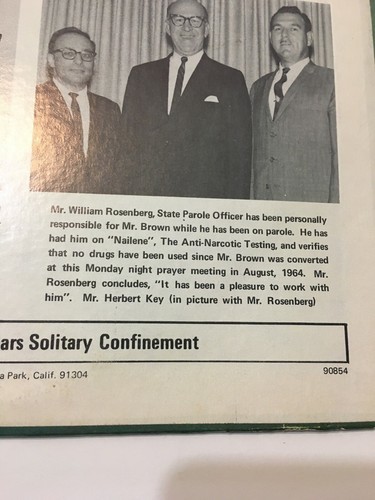 Mr. William Rosenberg, State Parole Officer has been personally
responsible for Mr. Brown while he has been on parole. He has
had him on "Nailene", The Anti-Narcotic Testing, and verifies
that no drugs have been used since Mr. Brown was converted
at this Monday night prayer meeting in August, 1964. Mr.
Rosenberg concludes, "It has been a pleasure to work with
him". Mr. Herbert Key (in picture with Mr. Rosenberg)
ars Solitary Confinement
a Park, Calif. 91304
90854